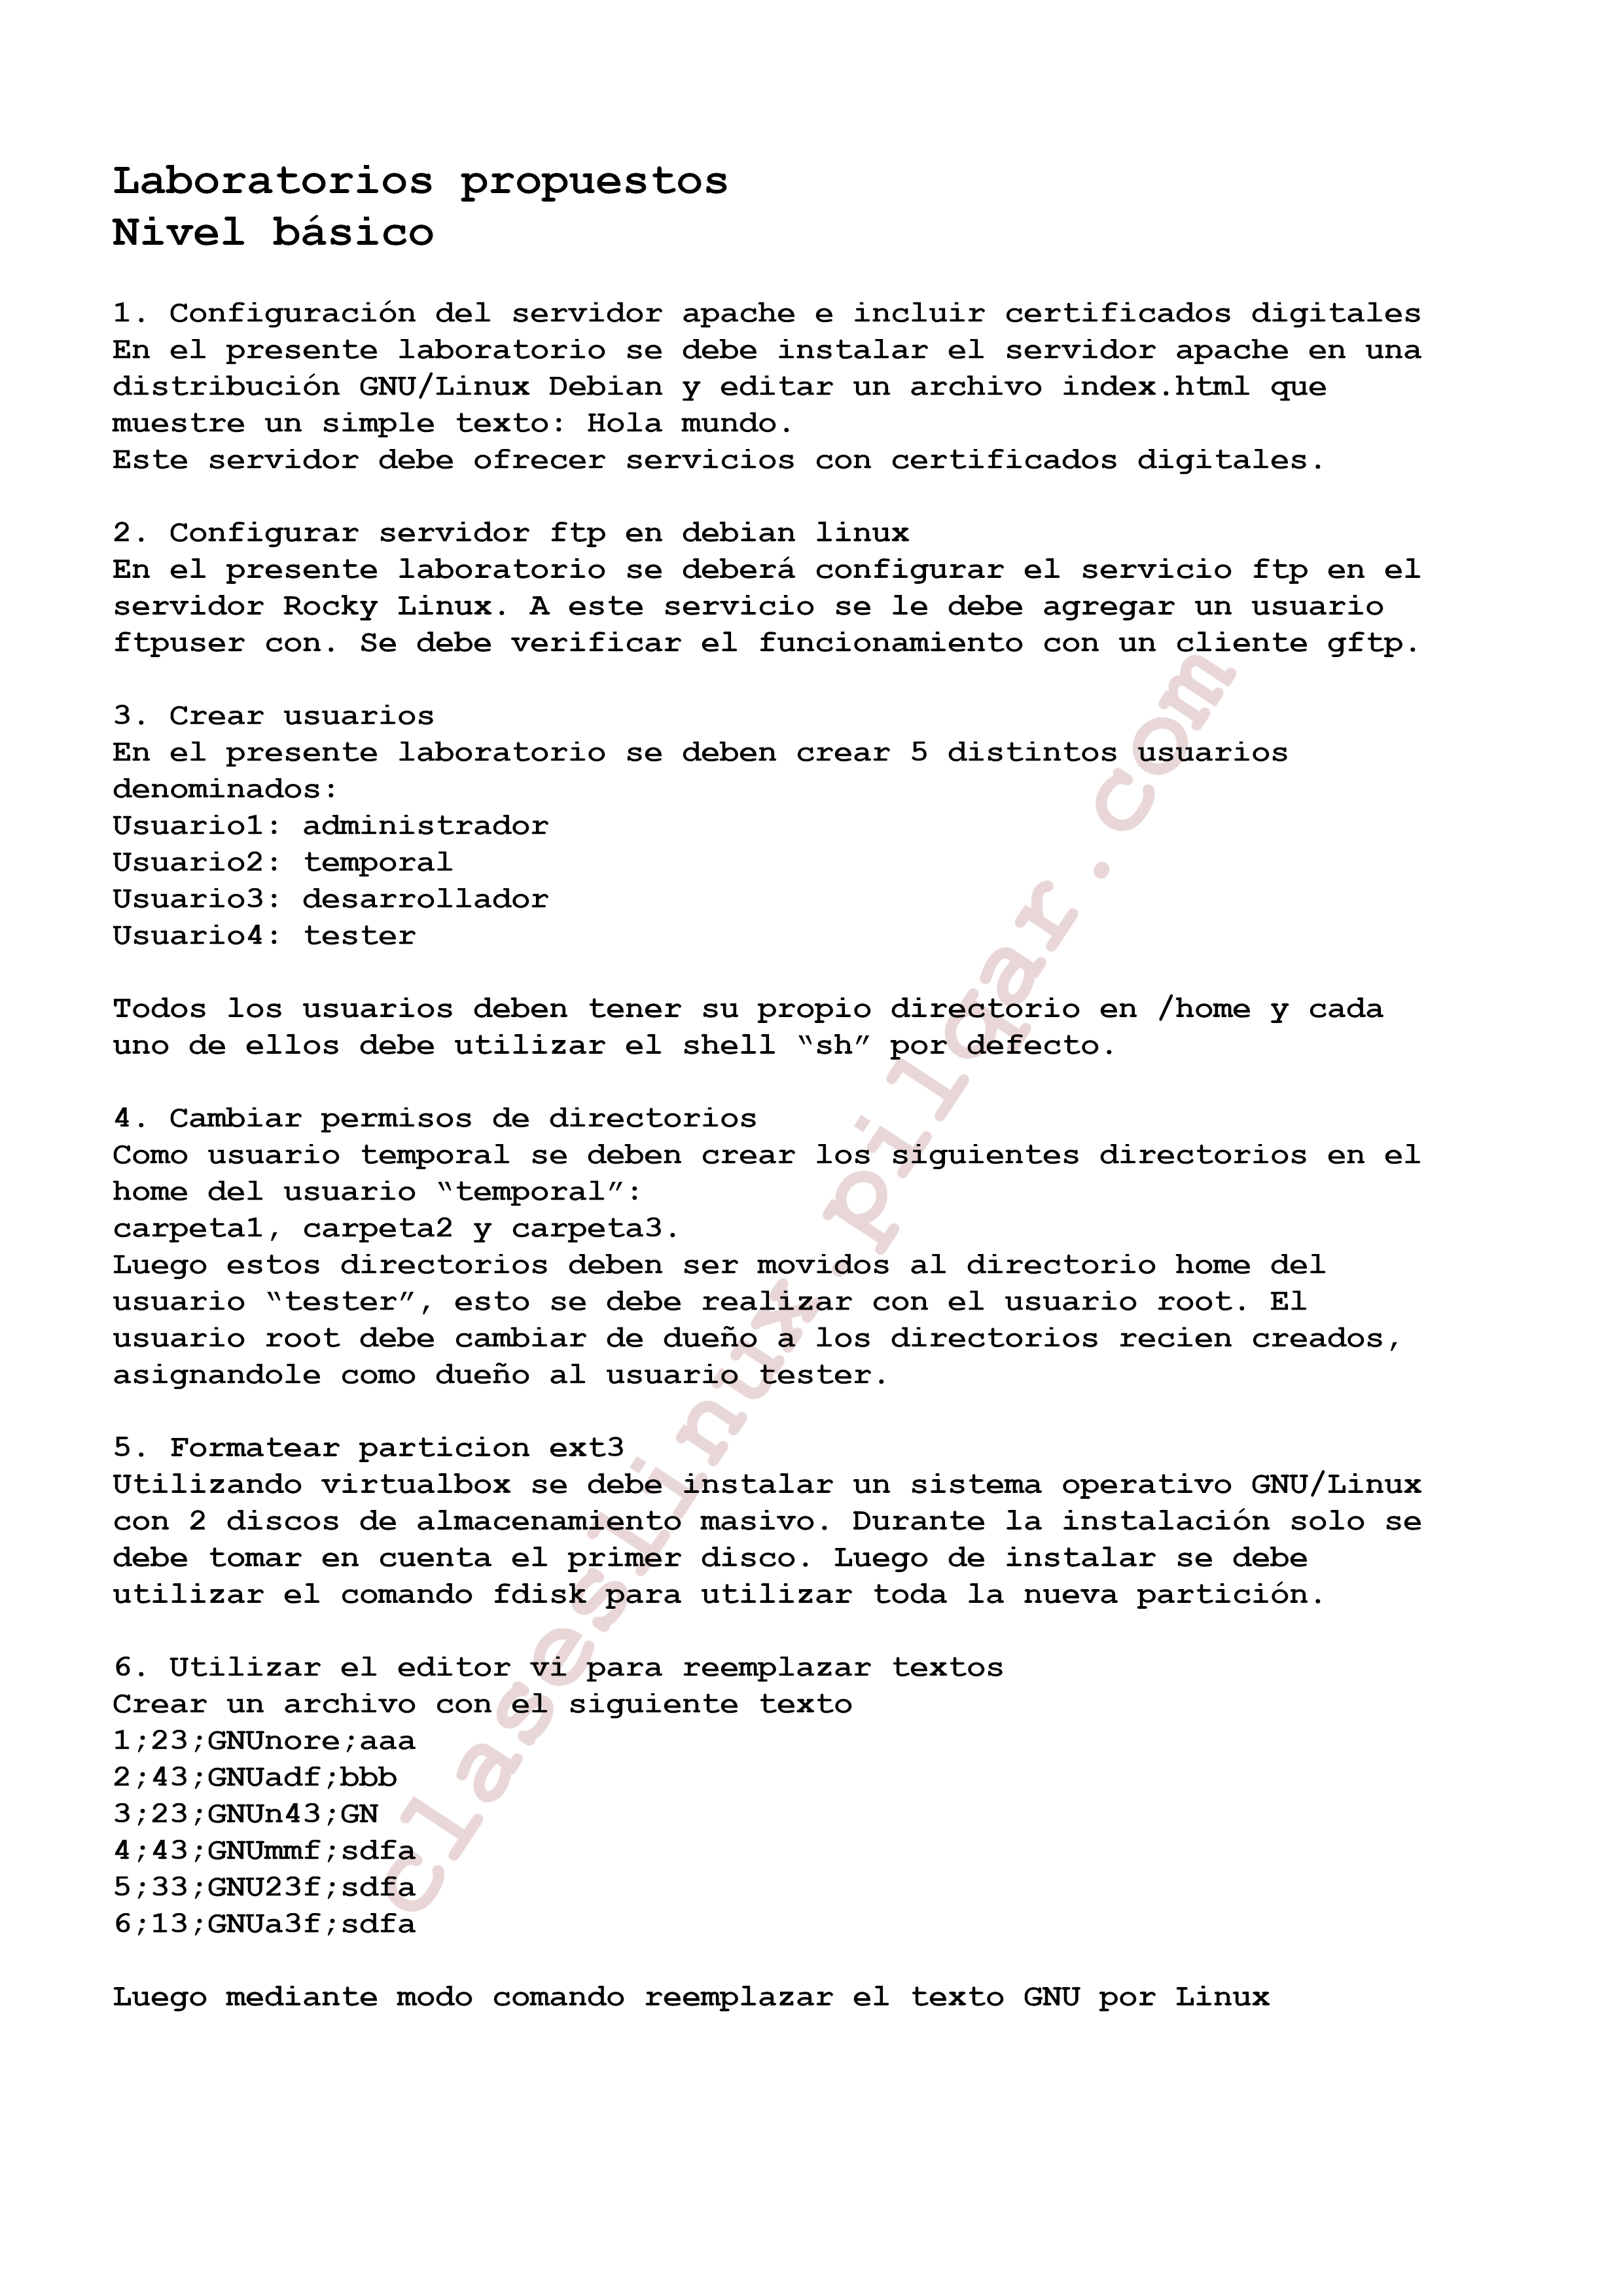 Laboratorios propuestos
Nivel básico
1. Configuración del servidor apache e incluir certificados digitales
En el presente laboratorio se debe instalar el servidor apache en una
distribución GNU/Linux Debian y editar un archivo index.html que
muestre un simple texto: Hola mundo.
Este servidor debe ofrecer servicios con certificados digitales.
2. Configurar servidor ftp en debian linux
En el presente laboratorio se deberá configurar el servicio ftp en el
servidor Rocky Linux. A este servicio se le debe agregar un usuario
ftpuser con. Se debe verificar el funcionamiento con un cliente gftp.
3. Crear usuarios
En el presente laboratorio se deben crear 5 distintos usuarios
denominados:
Usuario1: administrador
Usuario2: temporal
Usuario3: desarrollador
Usuario4: tester
Todos los usuarios deben tener su propio directorio en /home y cada
uno de ellos debe utilizar el shell “sh” por defecto.
4. Cambiar permisos de directorios
Como usuario temporal se deben crear los siguientes directorios en el
home del usuario “temporal”:
carpeta1, carpeta2 y carpeta3.
Luego estos directorios deben ser movidos al directorio home del
usuario “tester”, esto se debe realizar con el usuario root. El
usuario root debe cambiar de dueño a los directorios recien creados,
asignandole como dueño al usuario tester.
5. Formatear particion ext3
Utilizando virtualbox se debe instalar un sistema operativo GNU/Linux
con 2 discos de almacenamiento masivo. Durante la instalación solo se
debe tomar en cuenta el primer disco. Luego de instalar se debe
utilizar el comando fdisk para utilizar toda la nueva partición.
6. Utilizar el editor vi para reemplazar textos
Crear un archivo con el siguiente texto
1;23;GNUnore;aaa
2;43;GNUadf;bbb
3;23;GNUn43;GN
4;43;GNUmmf;sdfa
5;33;GNU23f;sdfa
6;13;GNUa3f;sdfa
Luego mediante modo comando reemplazar el texto GNU por Linux
claseslinux.pilqar.com